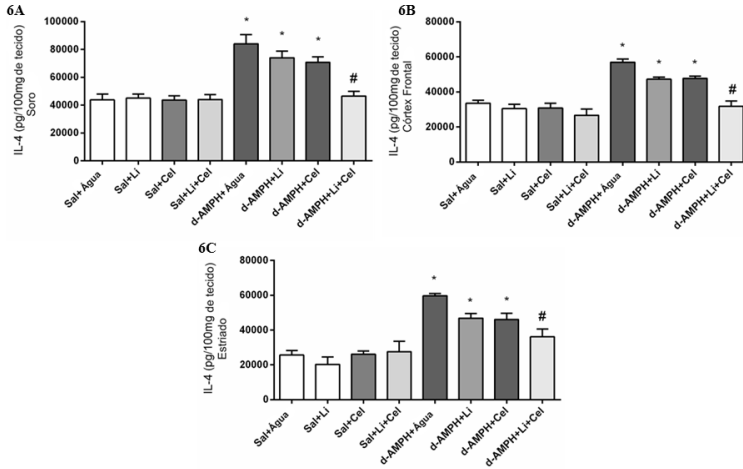 6A
IL-4 (pg/100mg de tecido)
Soro
100000
80000
60000
40000
20000
0
* * * #
Sal+Água
Sal+Li
Sal+Cel
Sal+Li+Cel
d-AMPH+Água
d-AMPH+Li
d-AMPH+Cel
d-AMPH+Li+Cel
6B
IL-4 (pg/100mg de tecido)
Córtex Frontal
80000
60000
40000
20000
0
* * * #
Sal+Água
Sal+Li
Sal+Cel
Sal+Li+Cel
d-AMPH+Água
d-AMPH+Li
d-AMPH+Cel
d-AMPH+Li+Cel
6C
IL-4 (pg/100mg de tecido)
Estriado
80000
60000
40000
20000
0
* * * #
Sal+Água
Sal+Li
Sal+Cel
Sal+Li+Cel
d-AMPH+Água
d-AMPH+Li
d-AMPH+Cel
d-AMPH+Li+Cel